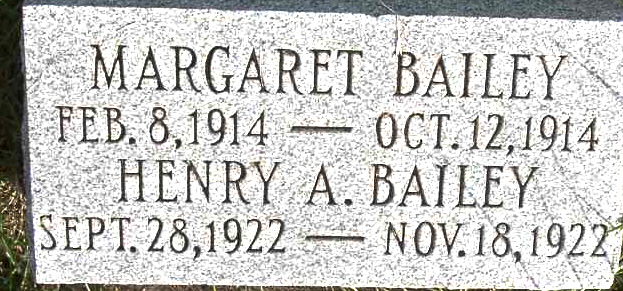 MARGARET BAILEY
FEB. 8, 1914 — OCT. 12, 1914
HENRY A. BAILEY
SEPT. 28, 1922 — NOV. 18, 1922